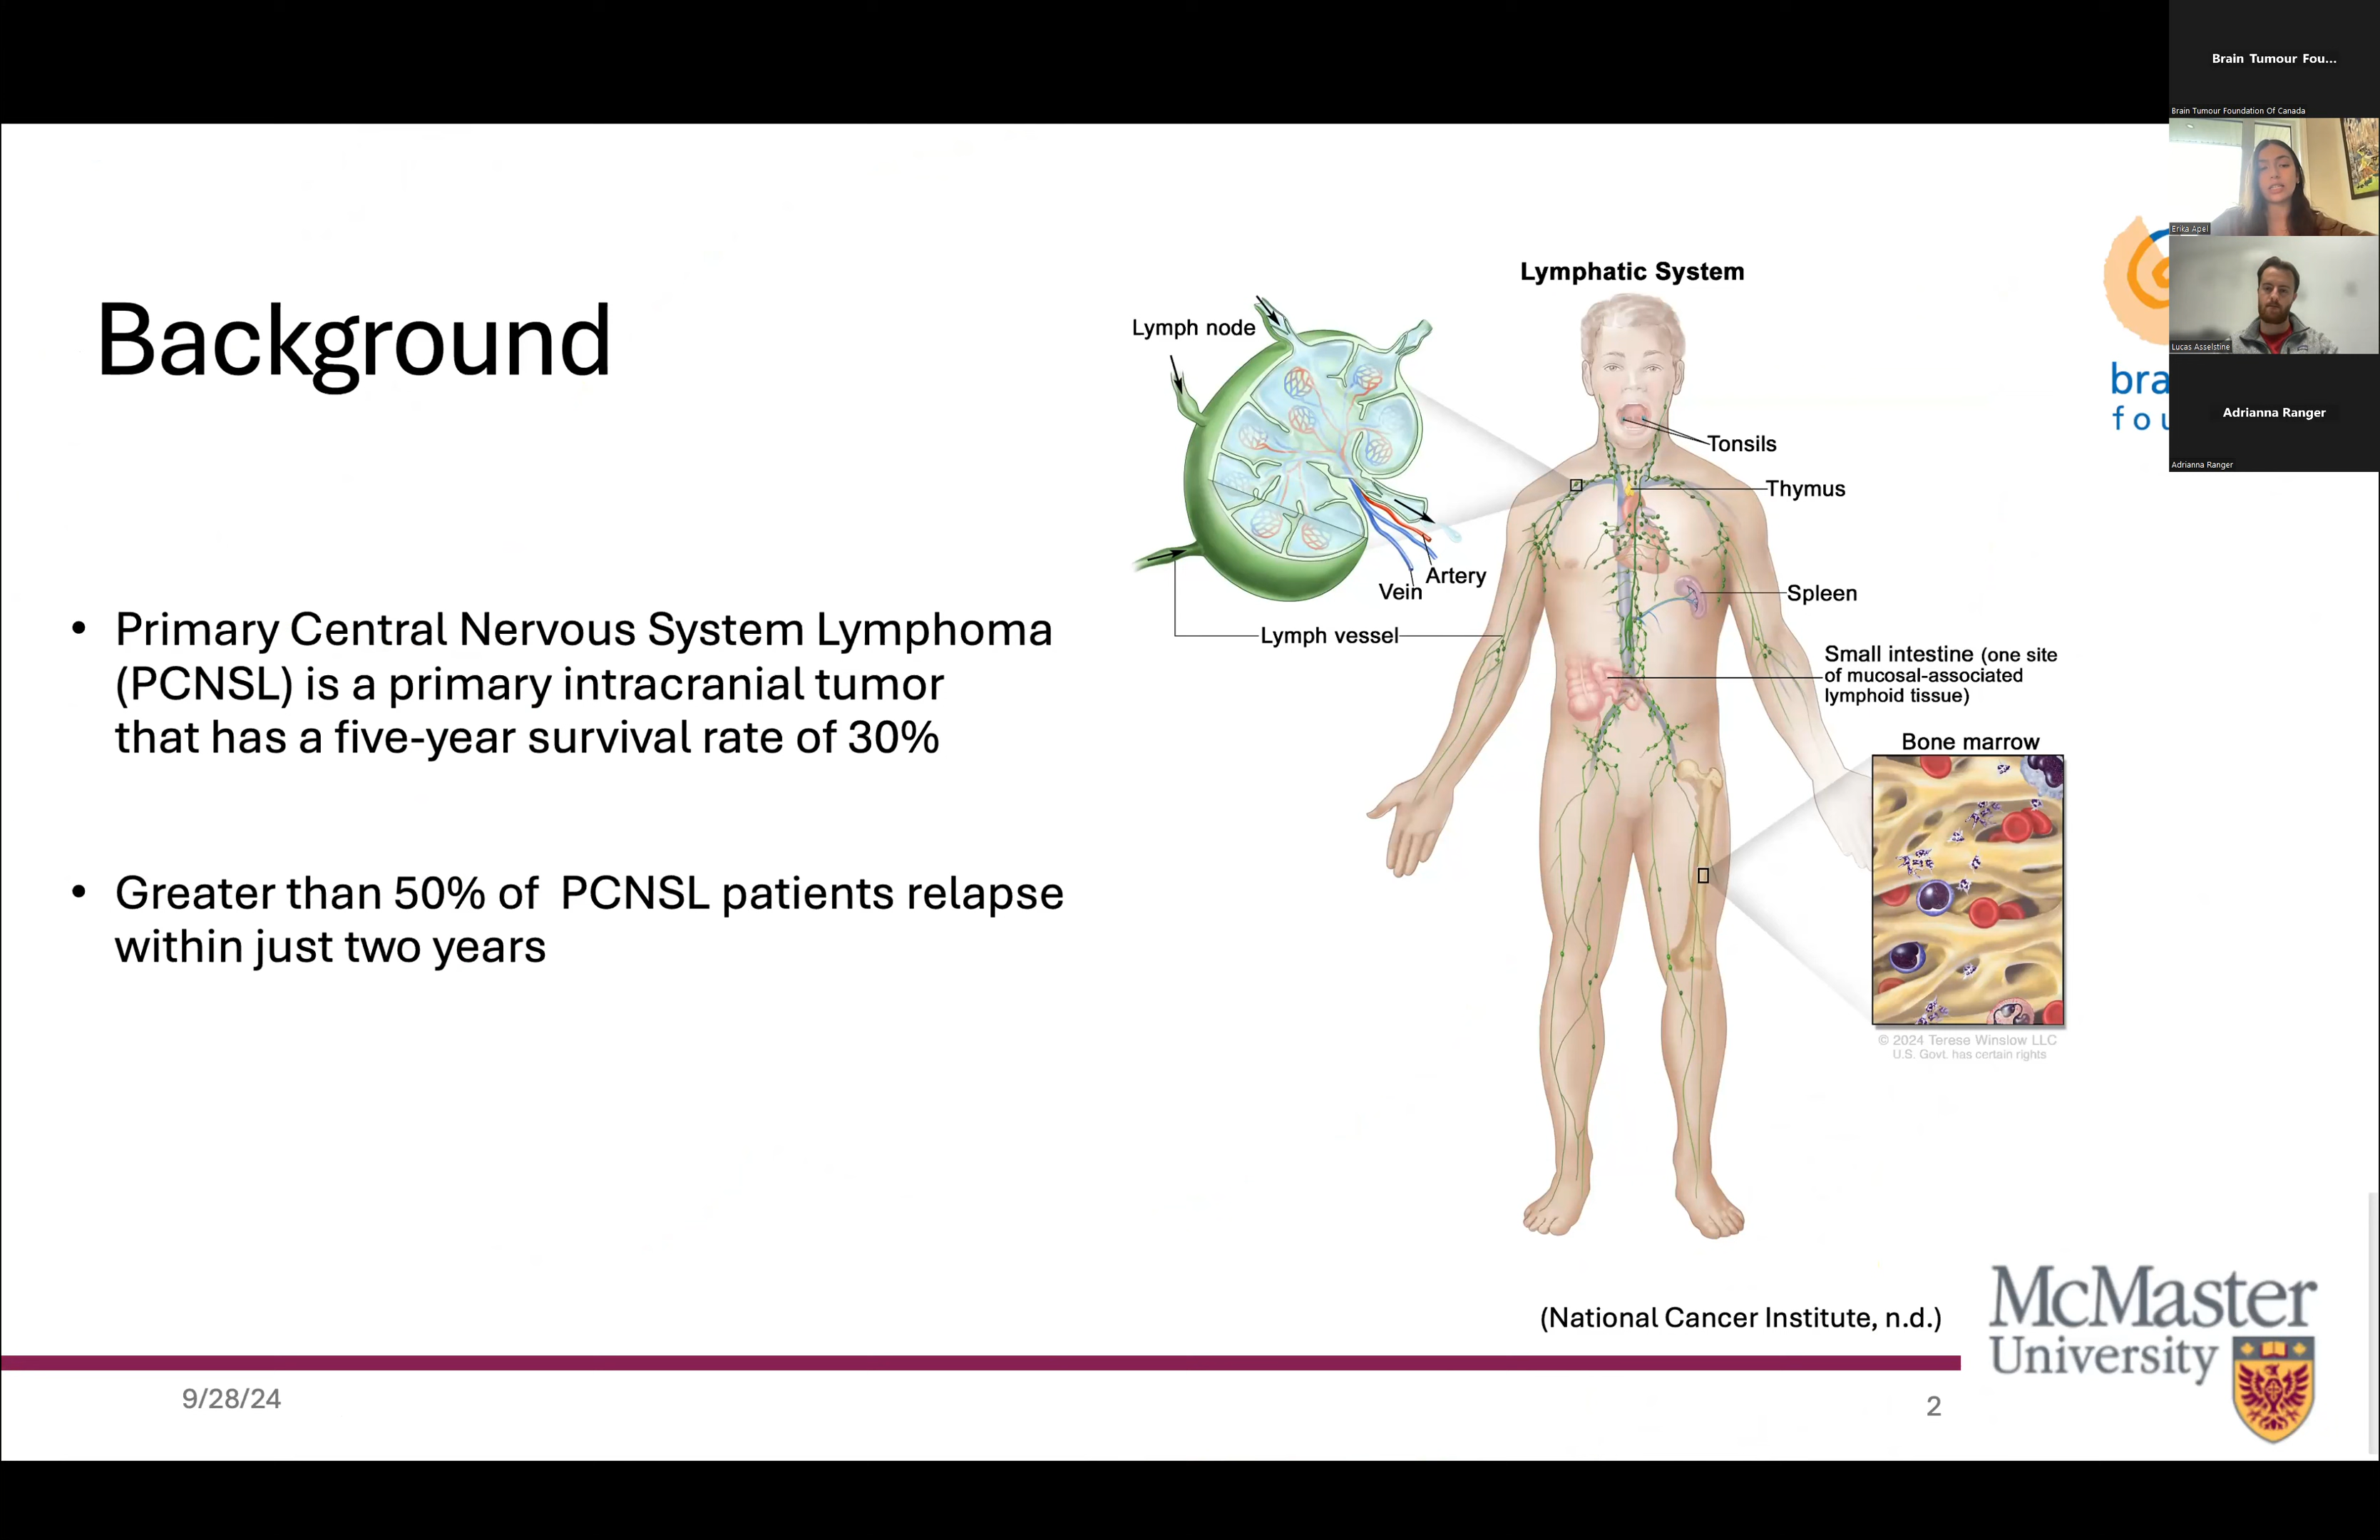 Brain Tumour Fou...
Brain Tumour Foundation Of Canada
Erika Apel
Lucas Asselstine
Adrianna Ranger
Adrianna Ranger
bra
fou
Background
• Primary Central Nervous System Lymphoma
(PCNSL) is a primary intracranial tumor
that has a five-year survival rate of 30%
• Greater than 50% of PCNSL patients relapse
within just two years
Lymphatic System
Lymph node
Tonsils
Thymus
Artery
Vein
Spleen
Lymph vessel
Small intestine (one site
of mucosal-associated
lymphoid tissue)
Bone marrow
© 2024 Terese Winslow LLC
U.S. Govt. has certain rights
(National Cancer Institute, n.d.)
McMaster
University
9/28/24
2